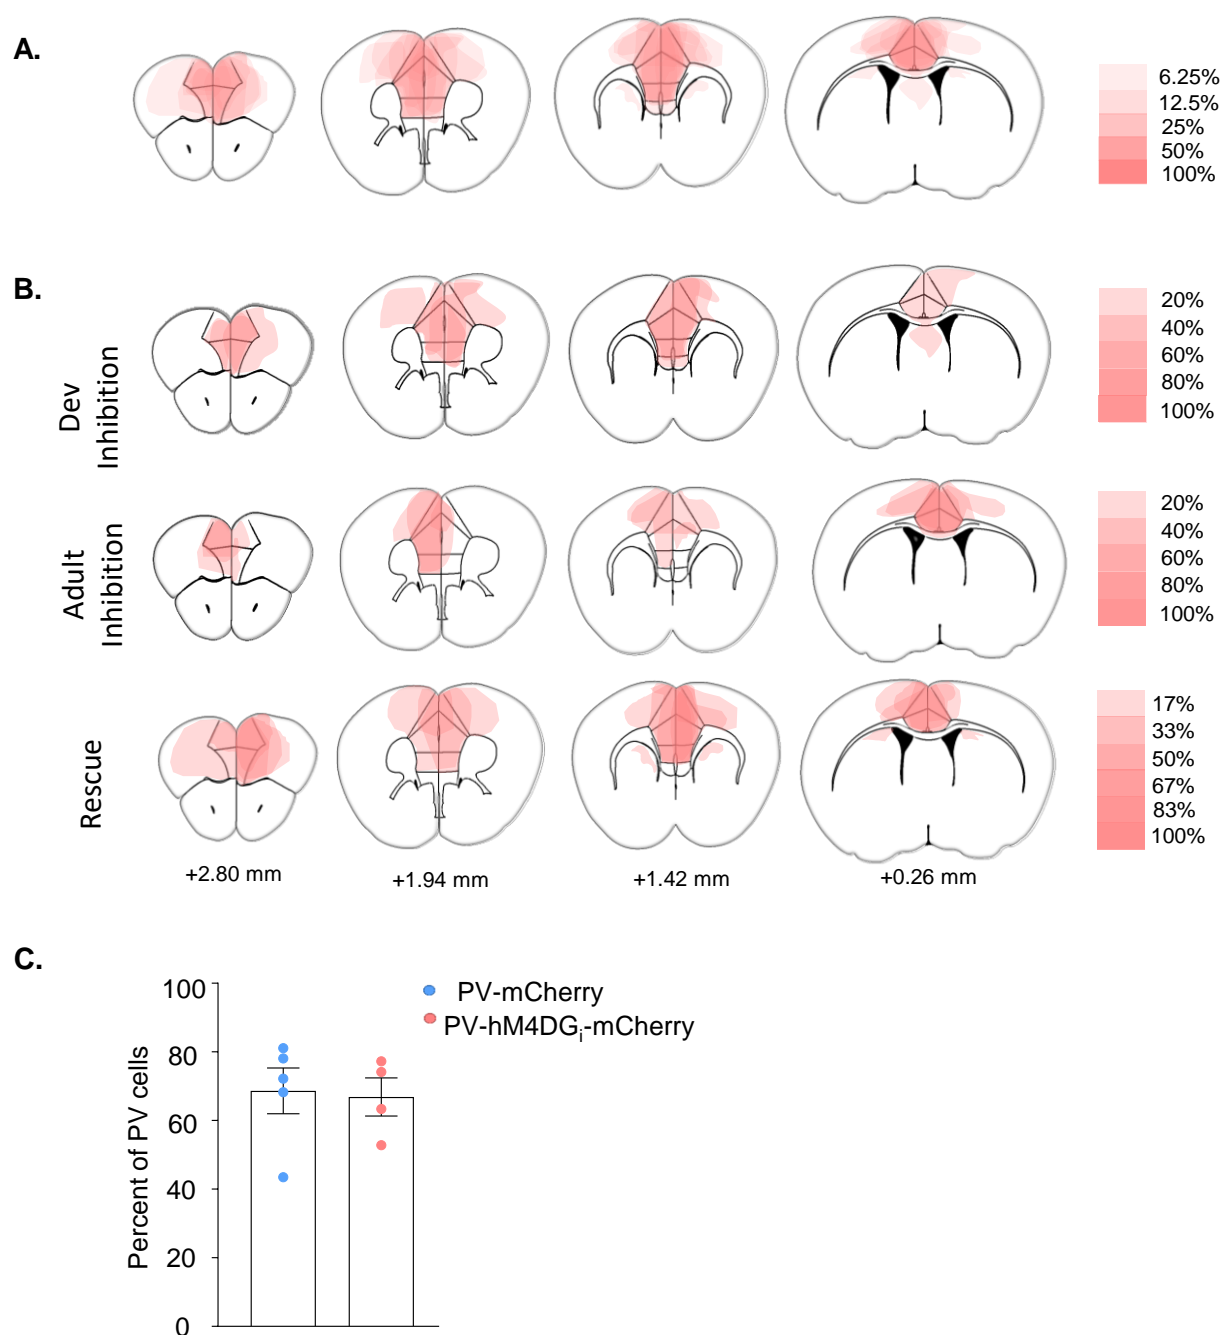 A.
6.25%
12.5%
25%
50%
100%
B.
Dev
Inhibition
20%
40%
60%
80%
100%
Adult
Inhibition
20%
40%
60%
80%
100%
Rescue
17%
33%
50%
67%
83%
100%
+2.80 mm
+1.94 mm
+1.42 mm
+0.26 mm
C.
Percent of PV cells
100
80
60
40
20
0
PV-mCherry
PV-hM4DGi-mCherry